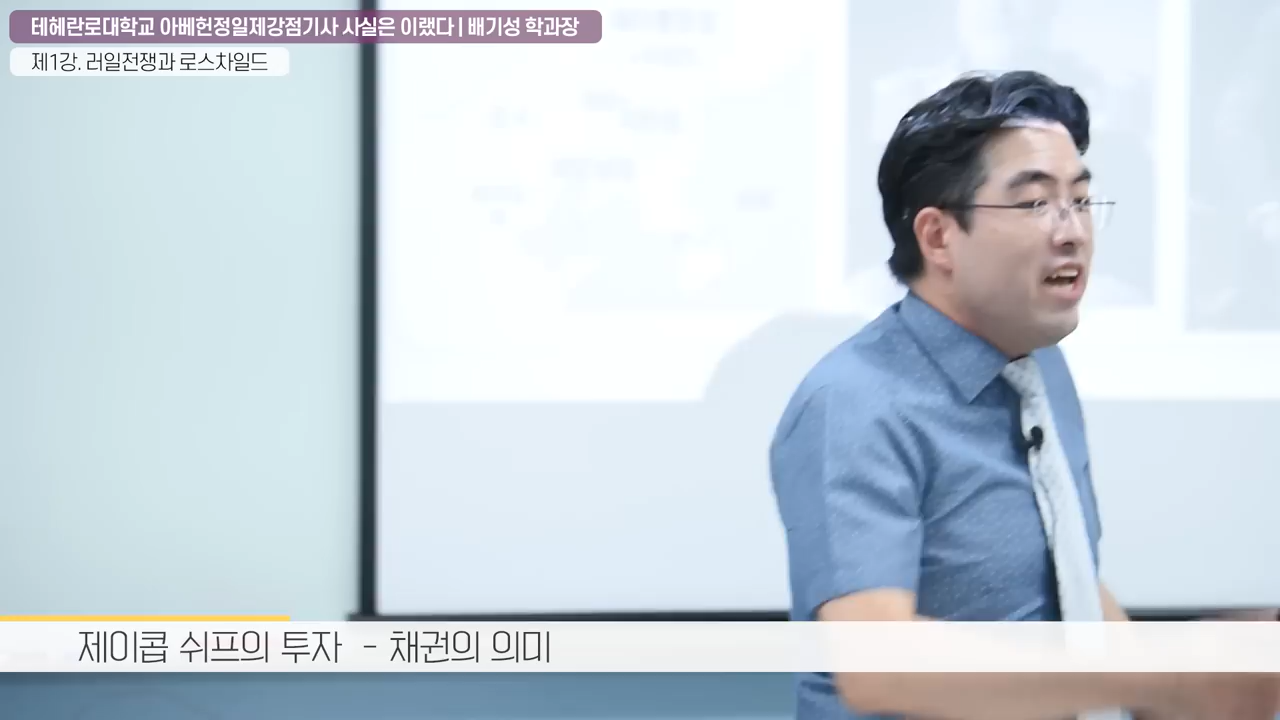 테헤란로대학교 아베헌정일제강점기사 사실은 이랬다 | 배기성 학과장
제1강. 러일전쟁과 로스차일드
제이콥 쉬프의 투자 - 채권의 의미